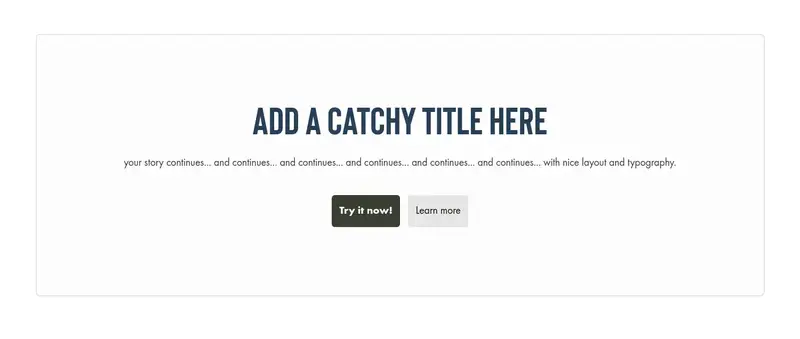 ADD A CATCHY TITLE HERE
your story continues... and continues... and continues... and continues... and continues... and continues... with nice layout and typography.
Try it now!
Learn more